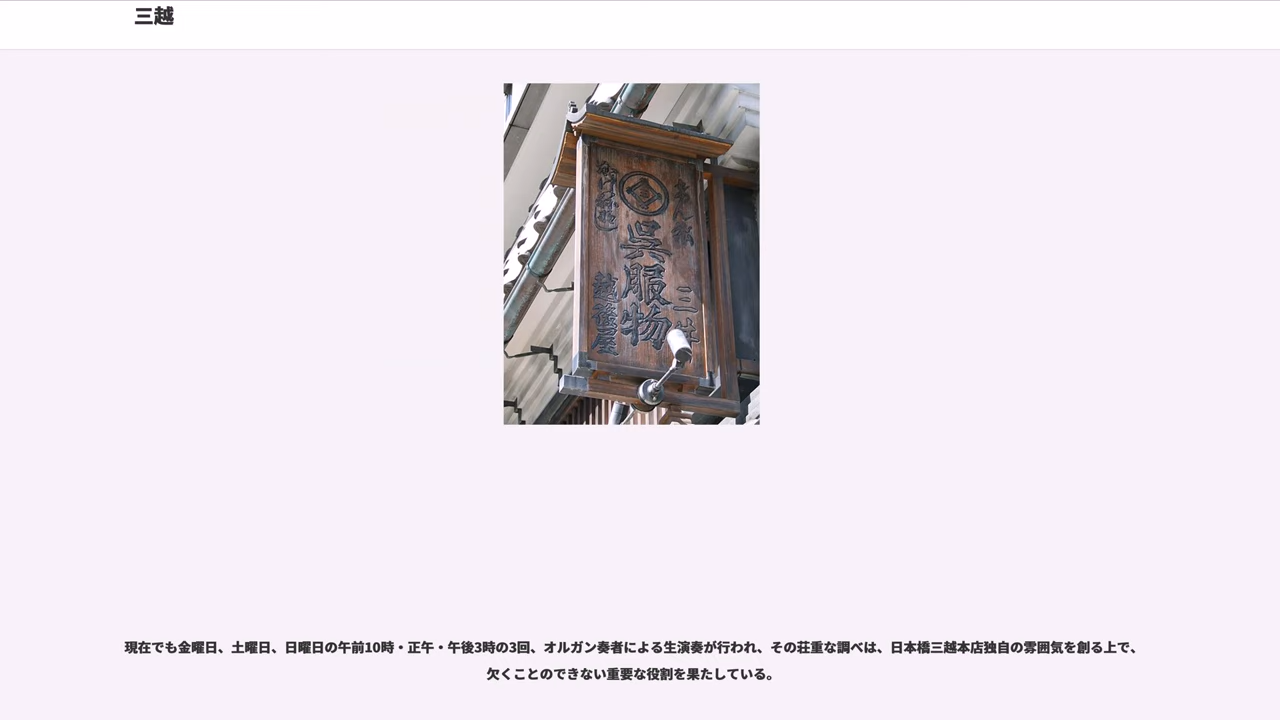 三越
呉服物
三井
越後屋
現在でも金曜日、土曜日、日曜日の午前10時・正午・午後3時の3回、オルガン奏者による生演奏が行われ、その荘重な調べは、日本橋三越本店独自の雰囲気を創る上で、
欠くことのできない重要な役割を果たしている。